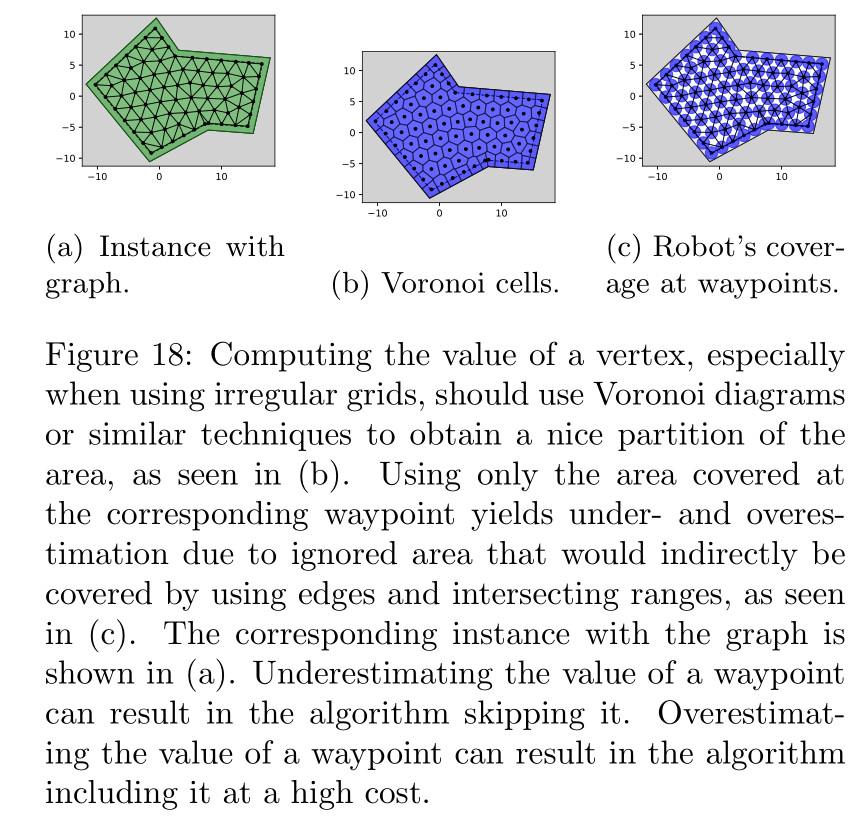 10
5
0
−5
−10
−10
0
10
10
5
0
−5
−10
−10
0
10
10
5
0
−5
−10
−10
0
10
(a) Instance with
graph.
(b) Voronoi cells.
(c) Robot's cover-
age at waypoints.
Figure 18: Computing the value of a vertex, especially
when using irregular grids, should use Voronoi diagrams
or similar techniques to obtain a nice partition of the
area, as seen in (b). Using only the area covered at
the corresponding waypoint yields under- and overes-
timation due to ignored area that would indirectly be
covered by using edges and intersecting ranges, as seen
in (c). The corresponding instance with the graph is
shown in (a). Underestimating the value of a waypoint
can result in the algorithm skipping it. Overestimat-
ing the value of a waypoint can result in the algorithm
including it at a high cost.